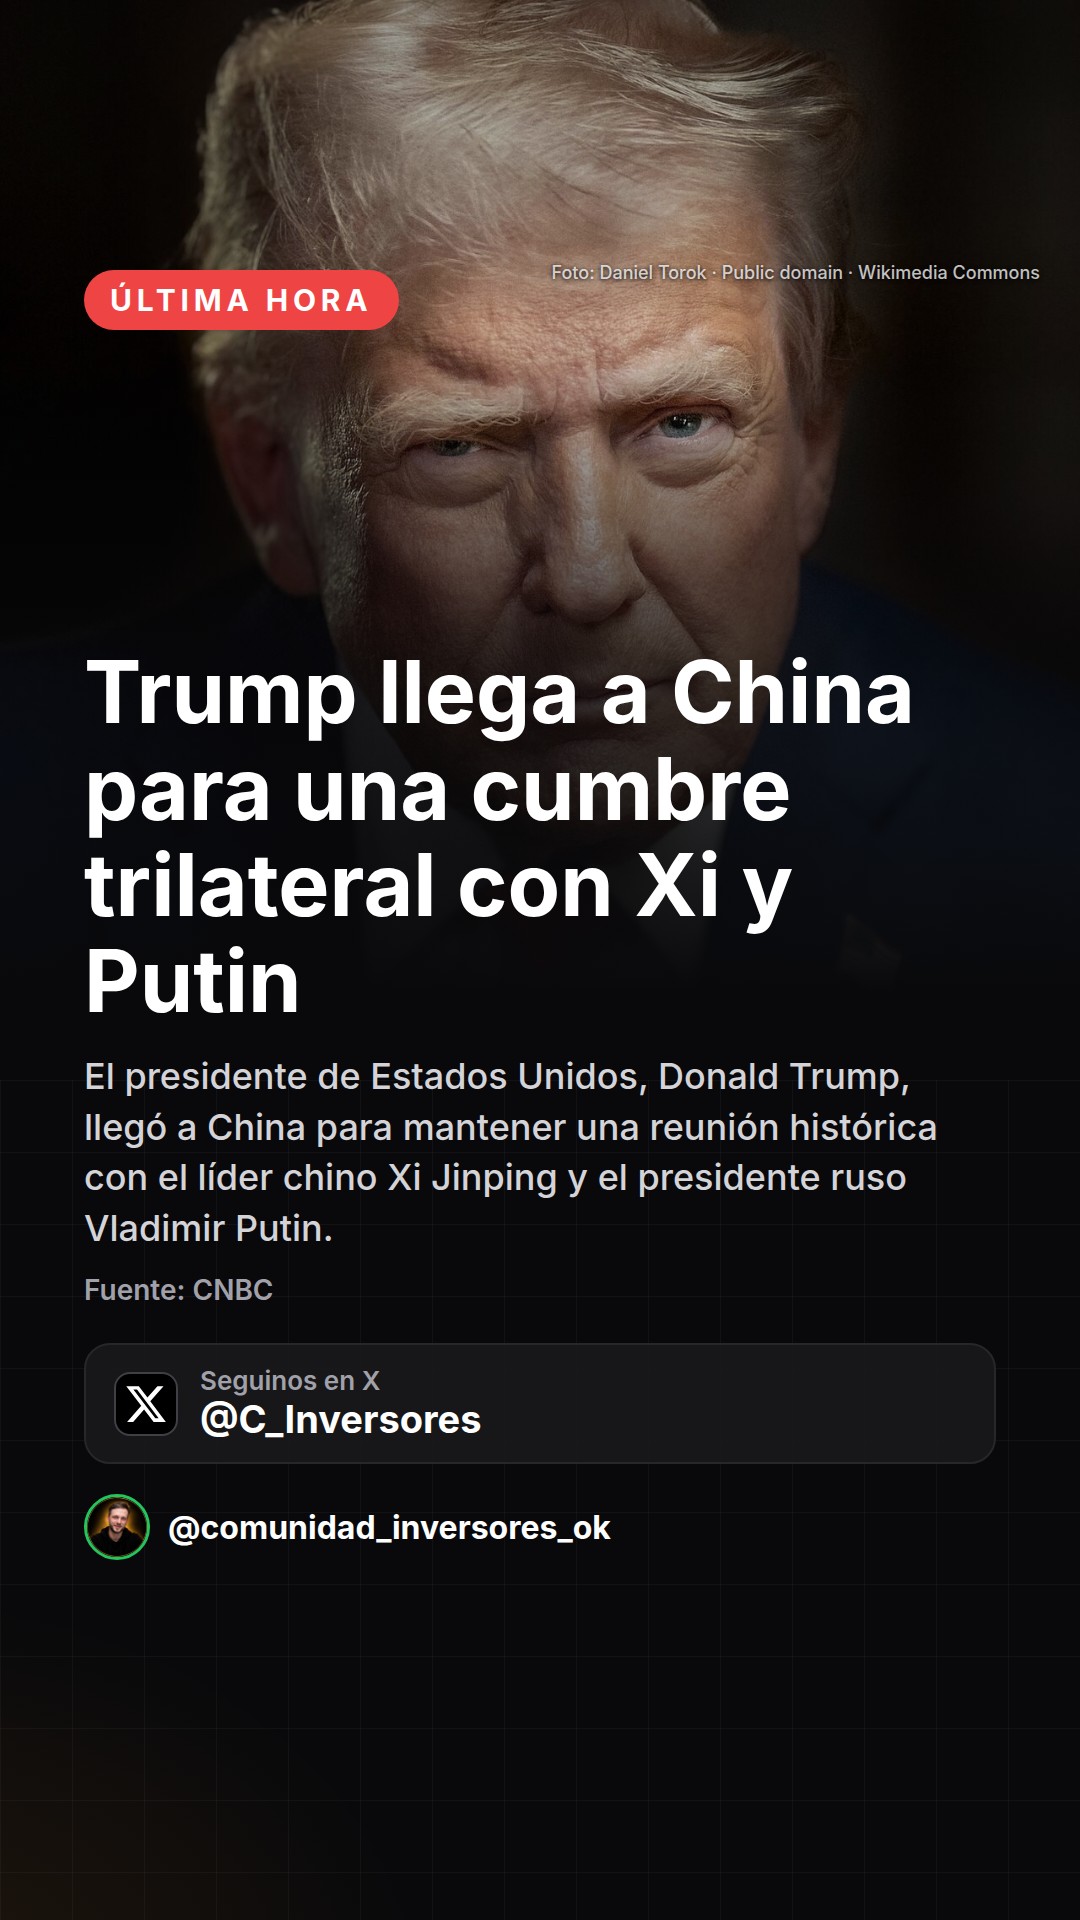 Foto: Daniel Torok · Public domain · Wikimedia Commons
ÚLTIMA HORA
Trump llega a China
para una cumbre
trilateral con Xi y
Putin
El presidente de Estados Unidos, Donald Trump,
llegó a China para mantener una reunión histórica
con el líder chino Xi Jinping y el presidente ruso
Vladimir Putin.
Fuente: CNBC
Seguinos en X
@C_Inversores
@comunidad_inversores_ok